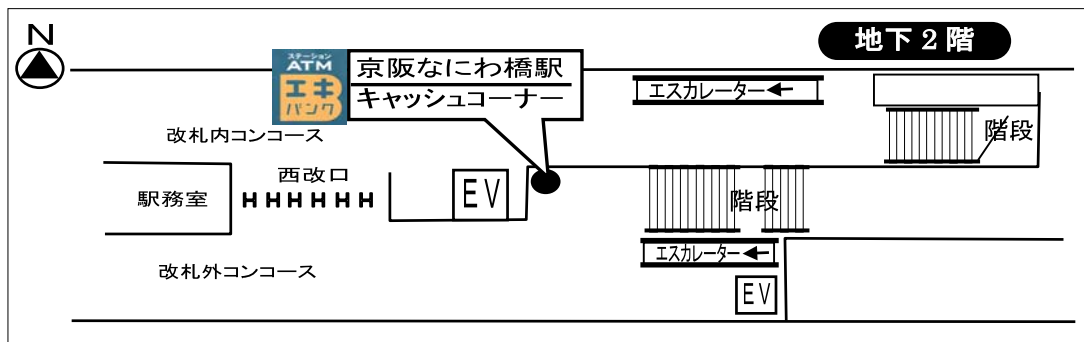 N
地下2階
ステーション
ATM
エキ
バンク
京阪なにわ橋駅
キャッシュコーナー
エスカレーター
階段
改札内コンコース
駅務室
西改口
EV
階段
エスカレーター
改札外コンコース
EV